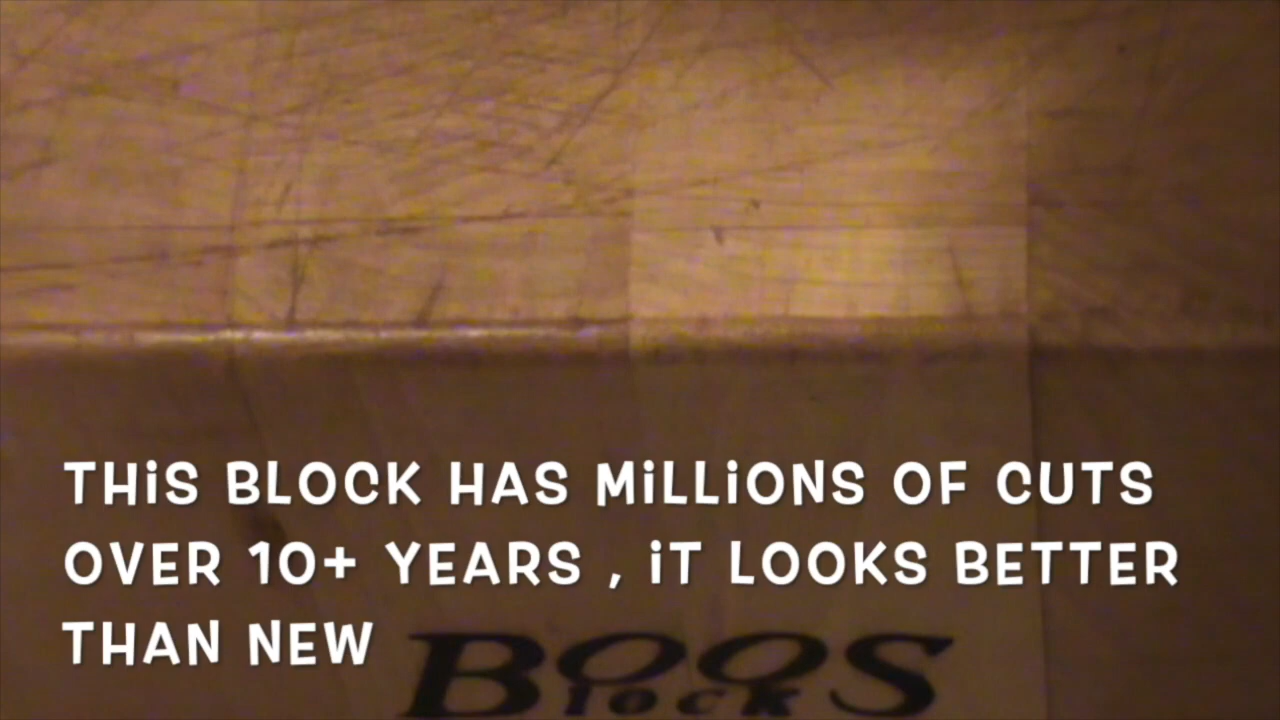 THiS BLOCK HAS MiLLiONS OF CUTS
OVER 10+ YEARS , iT LOOKS BETTER
THAN NEW
BOOS
Block